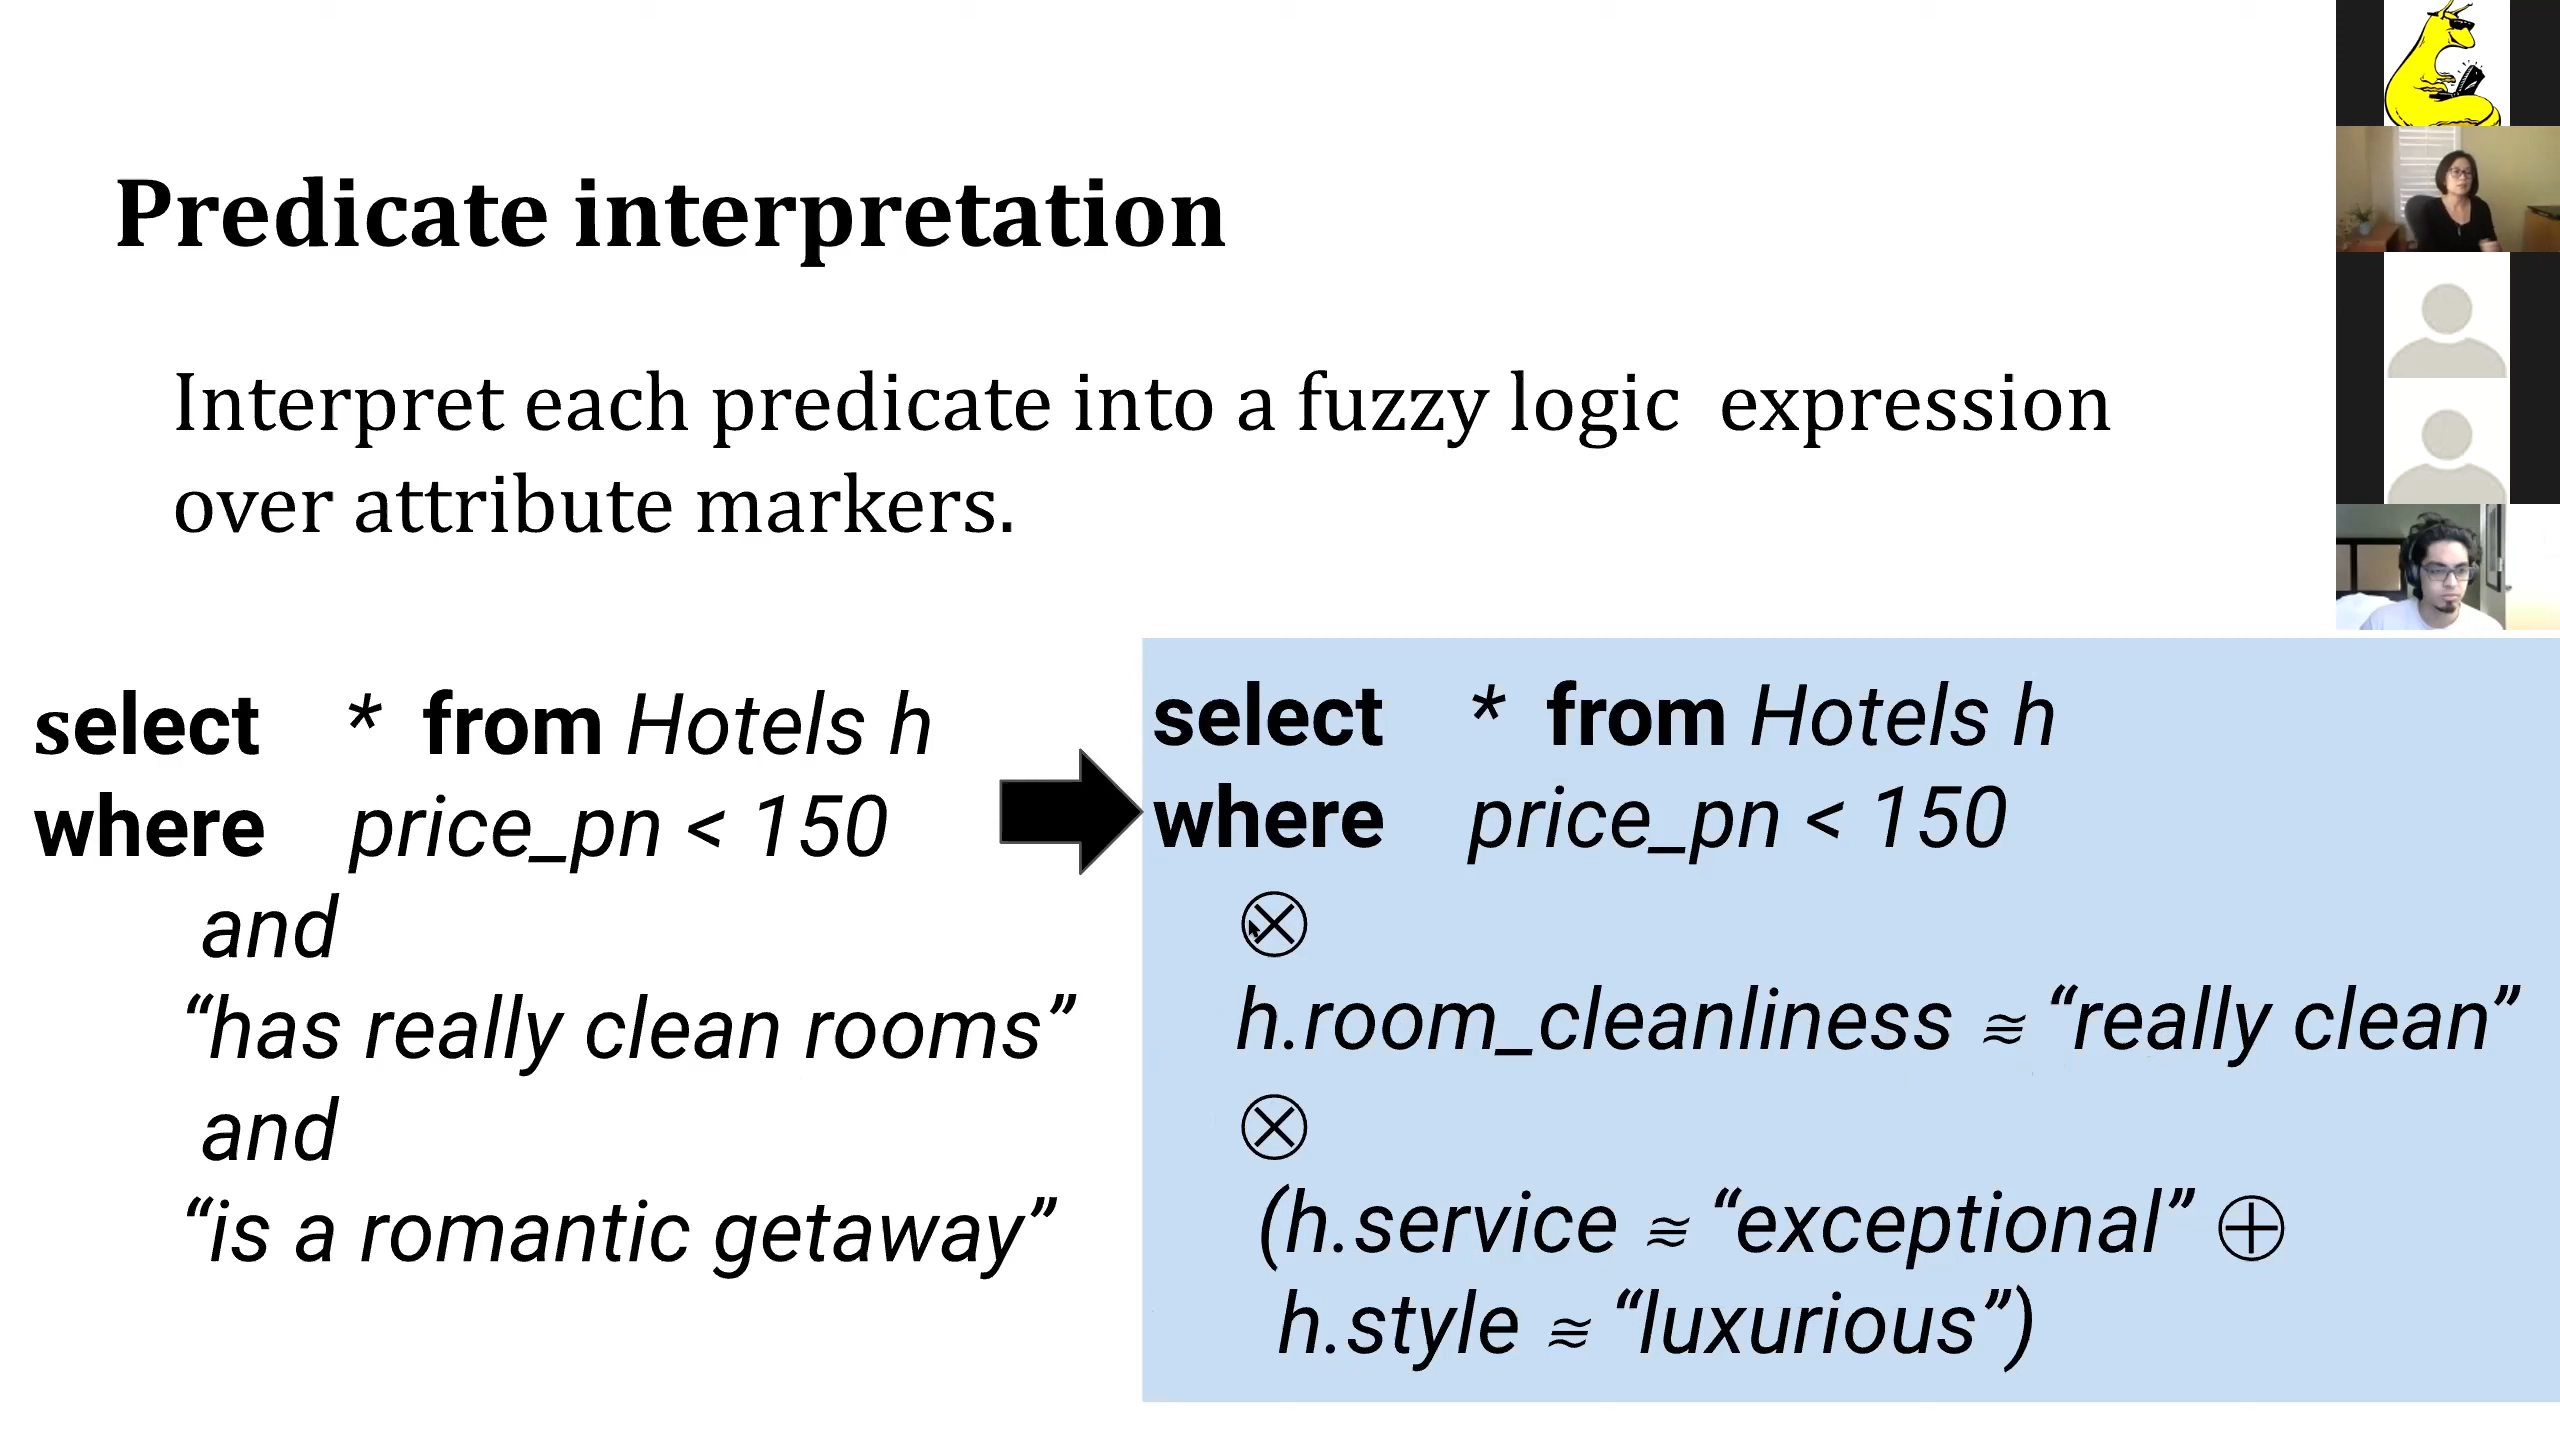 Predicate interpretation
Interpret each predicate into a fuzzy logic expression
over attribute markers.
select * from Hotels h
where price_pn < 150
and
“has really clean rooms”
and
“is a romantic getaway”
select * from Hotels h
where price_pn < 150
⊗
h.room_cleanliness ≋ “really clean”
⊗
(h.service ≋ “exceptional” ⊕
h.style ≋ “luxurious”)